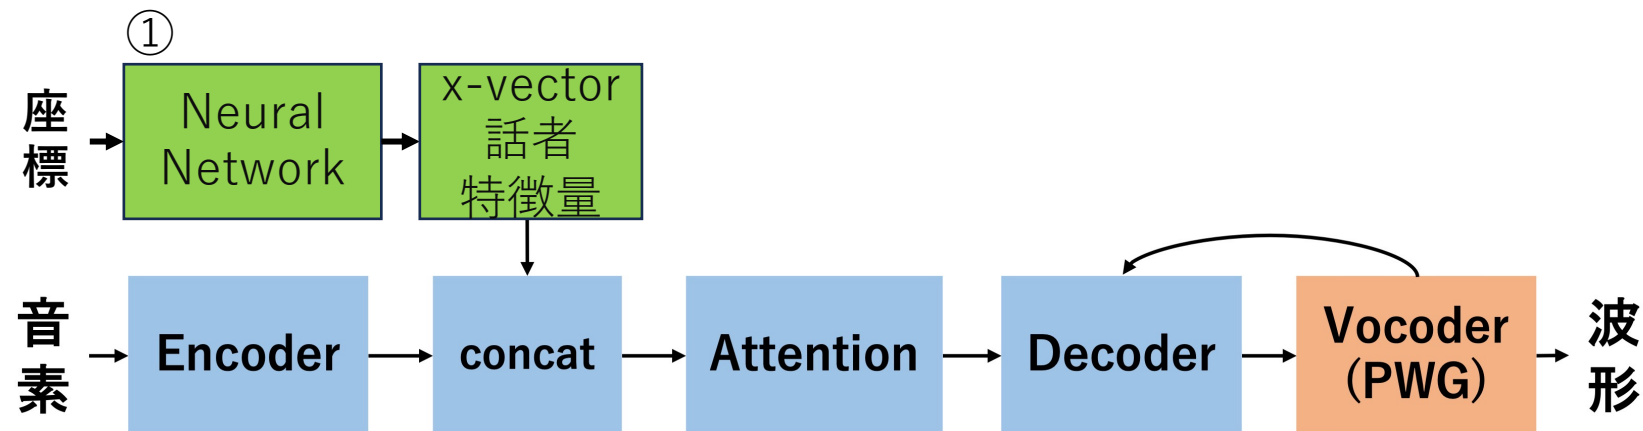 ①
座標
Neural
Network
x-vector
話者
特徴量
音素
Encoder
concat
Attention
Decoder
Vocoder
(PWG)
波形